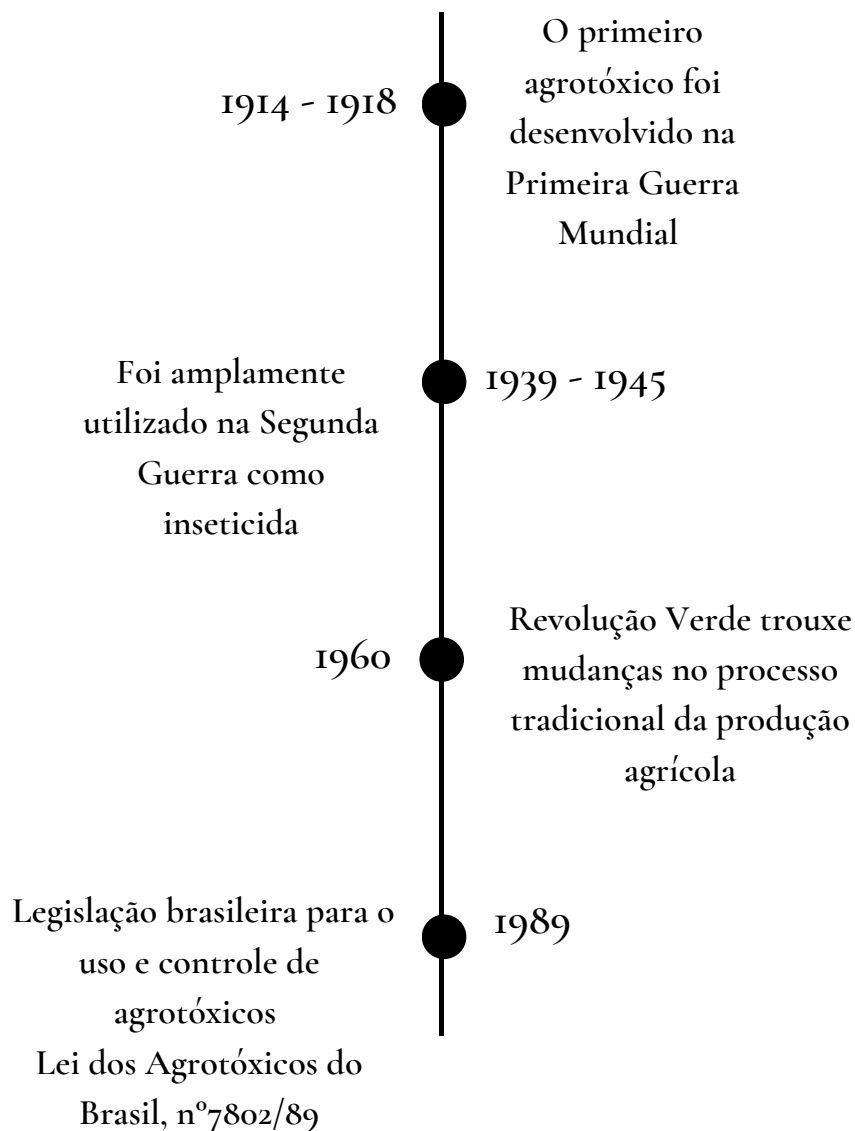 1914 - 1918
O primeiro
agrotóxico foi
desenvolvido na
Primeira Guerra
Mundial
1939 - 1945
Foi amplamente
utilizado na Segunda
Guerra como
inseticida
1960
Revolução Verde trouxe
mudanças no processo
tradicional da produção
agrícola
1989
Legislação brasileira para o
uso e controle de
agrotóxicos
Lei dos Agrotóxicos do
Brasil, nº7802/89